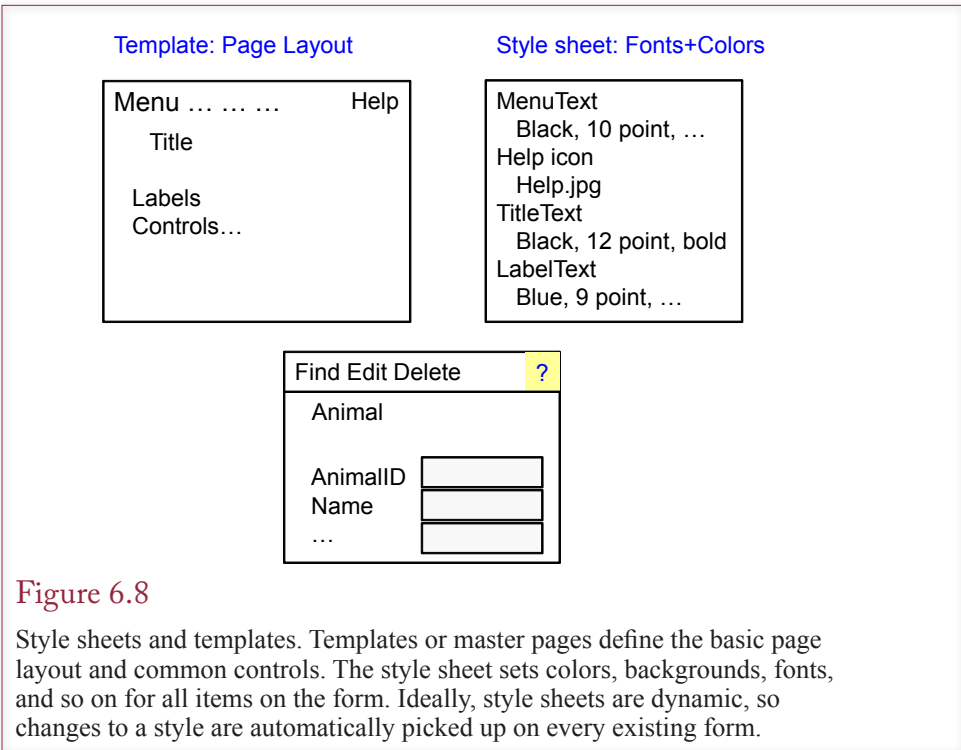 Template: Page Layout
Menu … … … Help
Title
Labels
Controls…
Style sheet: Fonts+Colors
MenuText
Black, 10 point, …
Help icon
Help.jpg
TitleText
Black, 12 point, bold
LabelText
Blue, 9 point, …
Find Edit Delete ?
Animal
AnimalID
Name
…
Figure 6.8
Style sheets and templates. Templates or master pages define the basic page
layout and common controls. The style sheet sets colors, backgrounds, fonts,
and so on for all items on the form. Ideally, style sheets are dynamic, so
changes to a style are automatically picked up on every existing form.